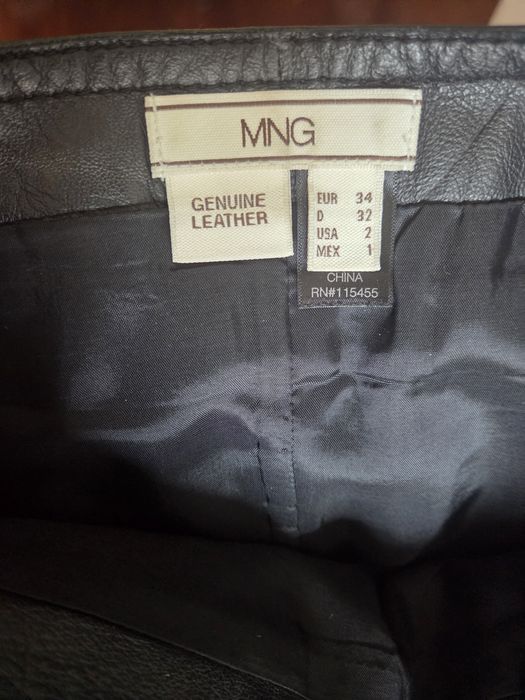 MNG
GENUINE
LEATHER
EUR 34
D 32
USA 2
MEX 1
CHINA
RN#115455